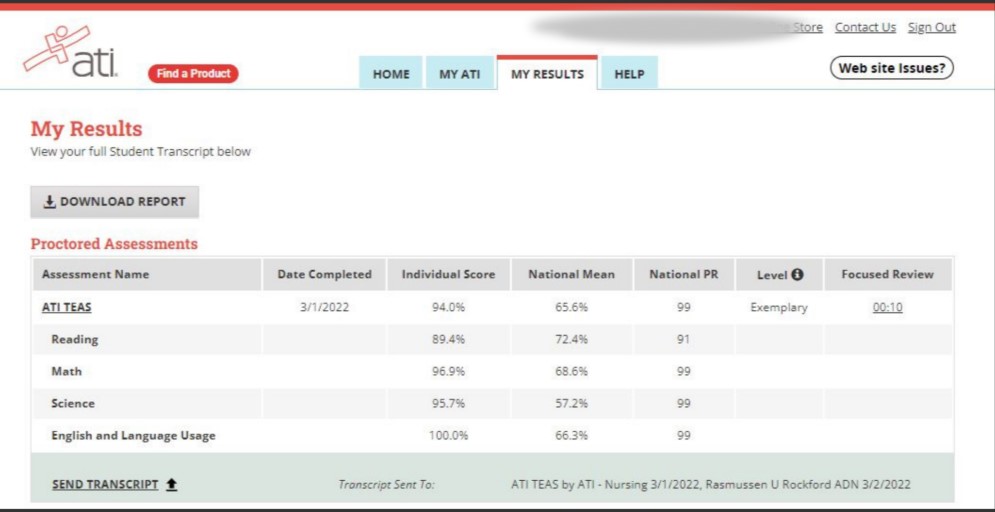 Store Contact Us Sign Out
ati
Find a Product
HOME MY ATI MY RESULTS HELP
Web site Issues?
My Results
View your full Student Transcript below
DOWNLOAD REPORT
Proctored Assessments
Assessment Name Date Completed Individual Score National Mean National PR Level Focused Review
ATI TEAS 3/1/2022 94.0% 65.6% 99 Exemplary 00:10
Reading 89.4% 72.4% 91
Math 96.9% 68.6% 99
Science 95.7% 57.2% 99
English and Language Usage 100.0% 66.3% 99
SEND TRANSCRIPT Transcript Sent To: ATI TEAS by ATI - Nursing 3/1/2022, Rasmussen U Rockford ADN 3/2/2022